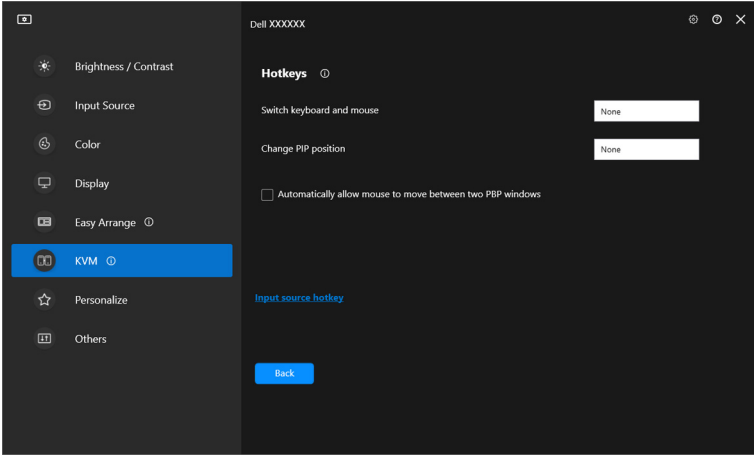 Dell XXXXXX
Brightness / Contrast
Input Source
Color
Display
Easy Arrange
KVM
Personalize
Others
Hotkeys
Switch keyboard and mouse
None
Change PIP position
None
Automatically allow mouse to move between two PBP windows
Input source hotkey
Back